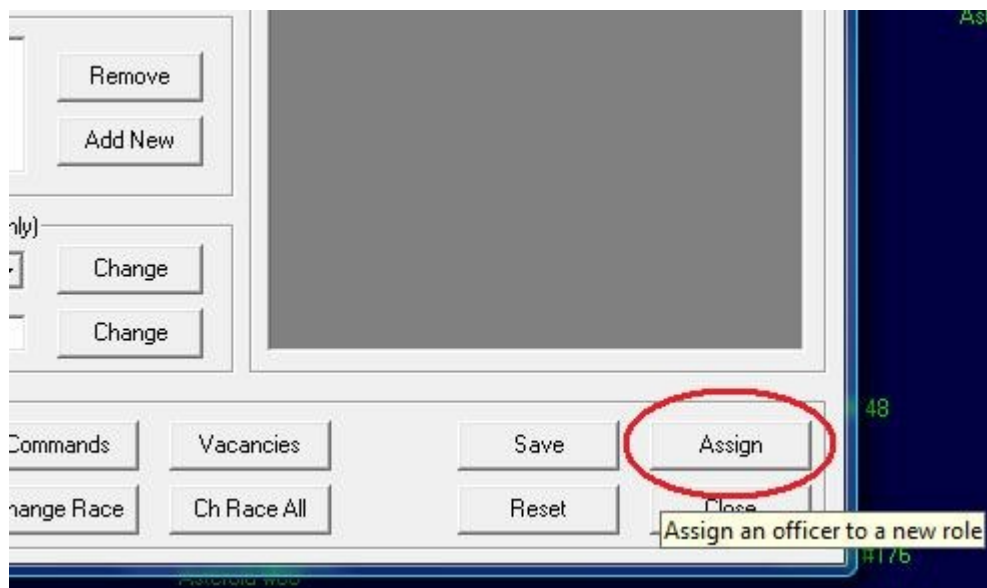 Remove
Add New
nly)
Change
Change
48
Commands
Vacancies
Save
Assign
hange Race
Ch Race All
Reset
Close
Assign an officer to a new role
#176